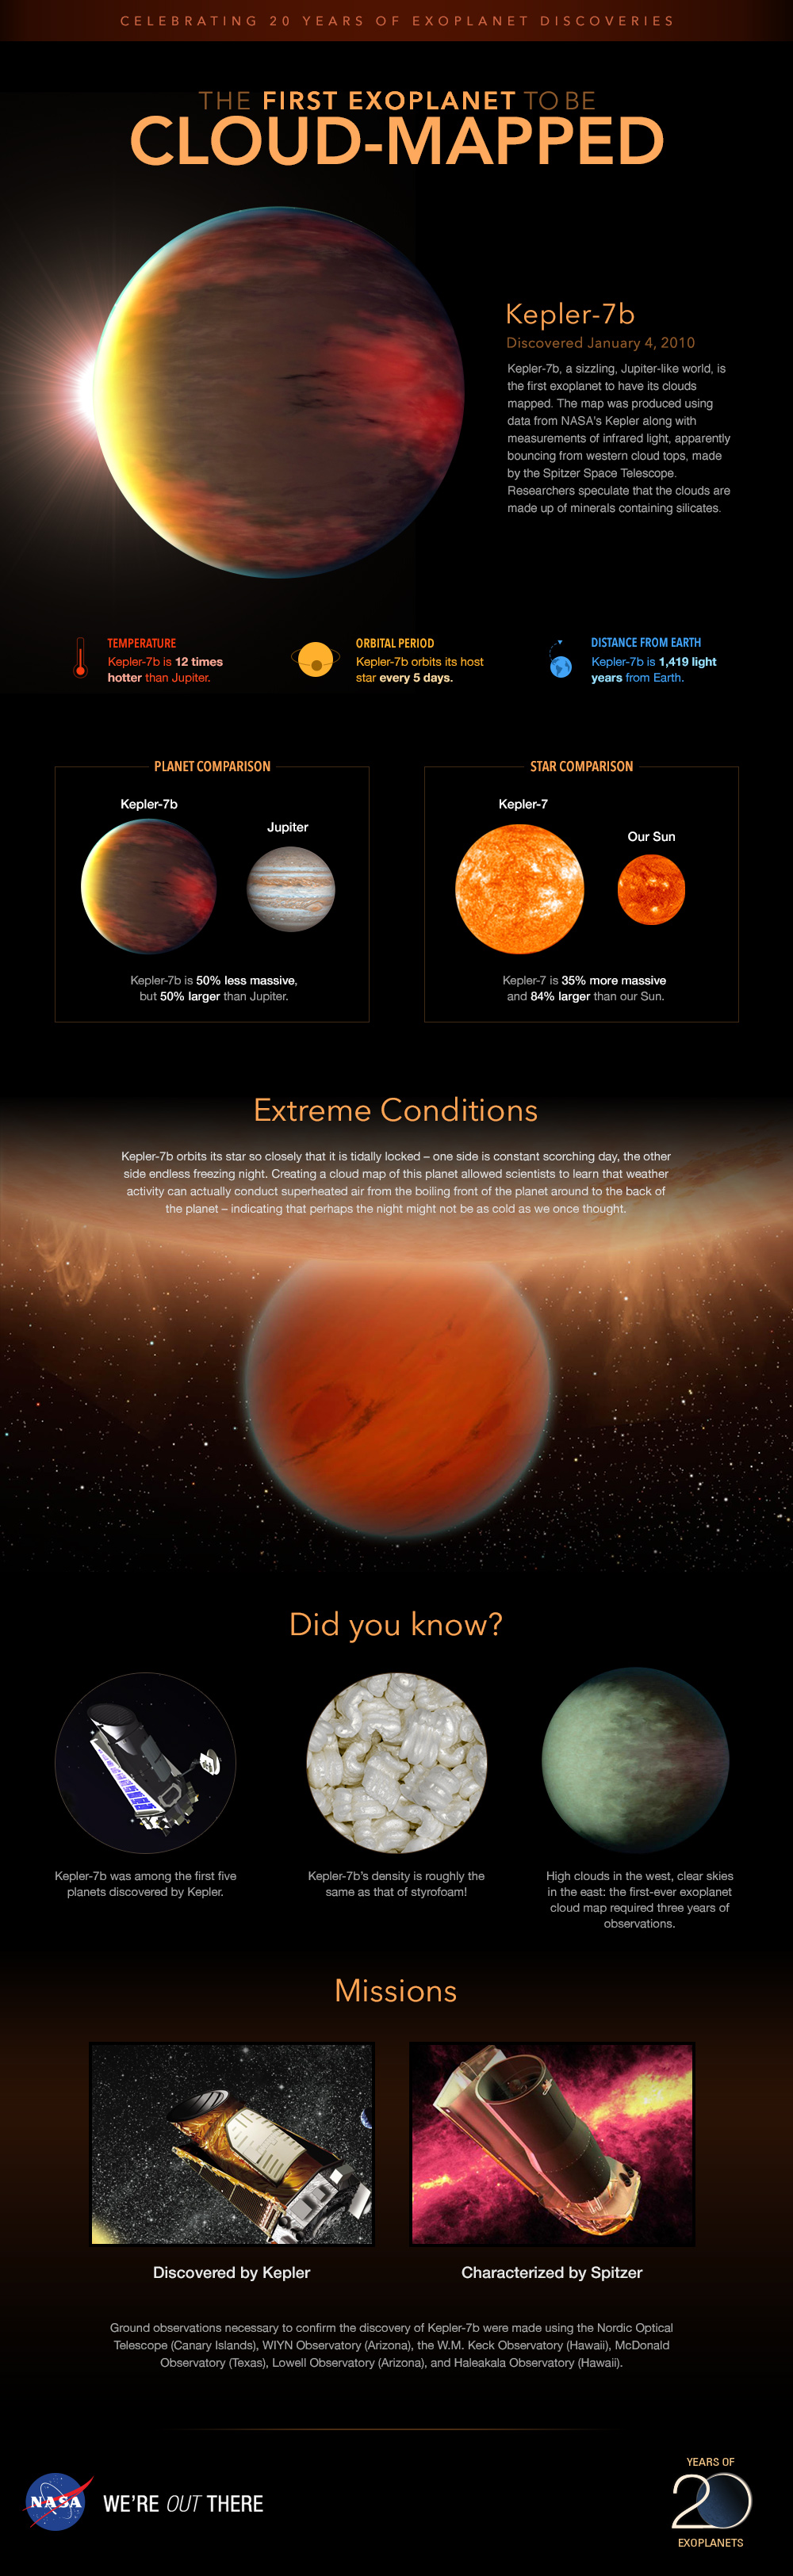 CELEBRATING 20 YEARS OF EXOPLANET DISCOVERIES
THE FIRST EXOPLANET TO BE
CLOUD-MAPPED
Kepler-7b
Discovered January 4, 2010
Kepler-7b, a sizzling, Jupiter-like world, is
the first exoplanet to have its clouds
mapped. The map was produced using
data from NASA's Kepler along with
measurements of infrared light, apparently
bouncing from western cloud tops, made
by the Spitzer Space Telescope.
Researchers speculate that the clouds are
made up of minerals containing silicates.
TEMPERATURE
Kepler-7b is 12 times
hotter than Jupiter.
ORBITAL PERIOD
Kepler-7b orbits its host
star every 5 days.
DISTANCE FROM EARTH
Kepler-7b is 1,419 light
years from Earth.
PLANET COMPARISON
Kepler-7b
Jupiter
Kepler-7b is 50% less massive,
but 50% larger than Jupiter.
STAR COMPARISON
Kepler-7
Our Sun
Kepler-7 is 35% more massive
and 84% larger than our Sun.
Extreme Conditions
Kepler-7b orbits its star so closely that it is tidally locked – one side is constant scorching day, the other
side endless freezing night. Creating a cloud map of this planet allowed scientists to learn that weather
activity can actually conduct superheated air from the boiling front of the planet around to the back of
the planet – indicating that perhaps the night might not be as cold as we once thought.
Did you know?
Kepler-7b was among the first five
planets discovered by Kepler.
Kepler-7b's density is roughly the
same as that of styrofoam!
High clouds in the west, clear skies
in the east: the first-ever exoplanet
cloud map required three years of
observations.
Missions
Discovered by Kepler
Characterized by Spitzer
Ground observations necessary to confirm the discovery of Kepler-7b were made using the Nordic Optical
Telescope (Canary Islands), WIYN Observatory (Arizona), the W.M. Keck Observatory (Hawaii), McDonald
Observatory (Texas), Lowell Observatory (Arizona), and Haleakala Observatory (Hawaii).
NASA
WE'RE OUT THERE
YEARS OF
20
EXOPLANETS